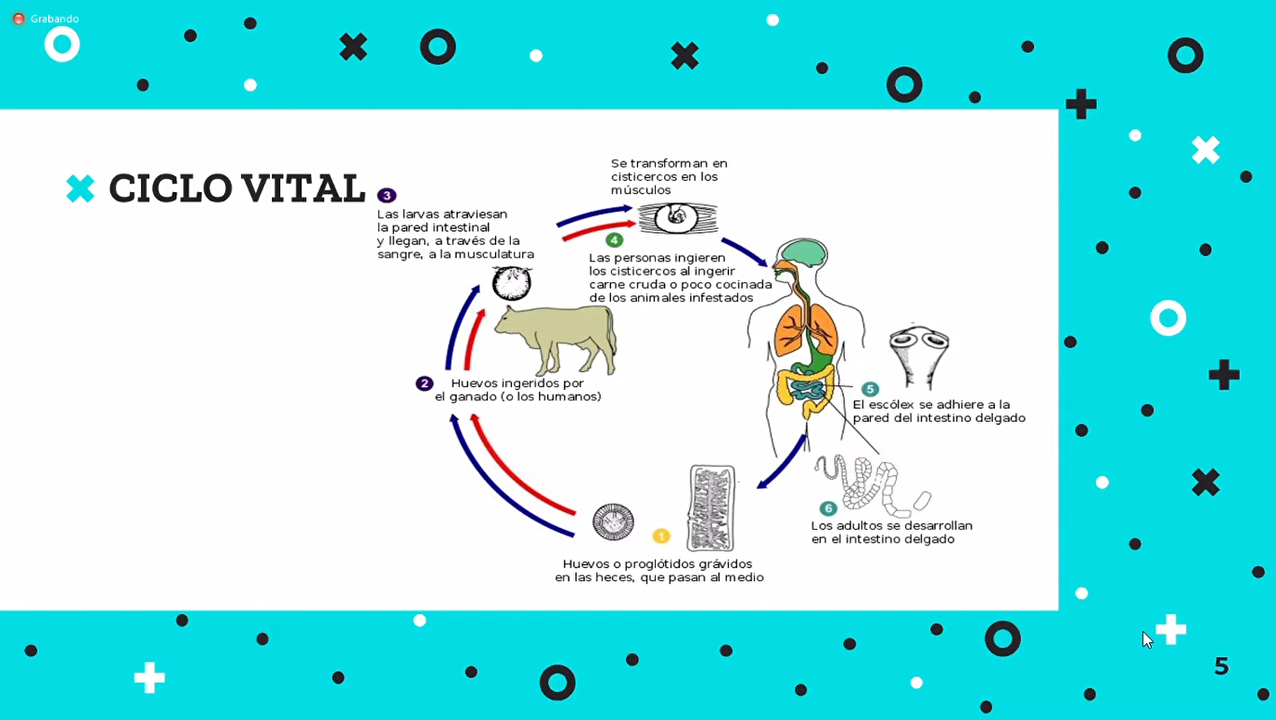 Grabando
CICLO VITAL
3
Las larvas atraviesan
la pared intestinal
y llegan, a través de la
sangre, a la musculatura
Se transforman en
cisticercos en los
músculos
4
Las personas ingieren
los cisticercos al ingerir
carne cruda o poco cocinada
de los animales infestados
2
Huevos ingeridos por
el ganado (o los humanos)
5
El escólex se adhiere a la
pared del intestino delgado
6
Los adultos se desarrollan
en el intestino delgado
1
Huevos o proglótidos grávidos
en las heces, que pasan al medio
5